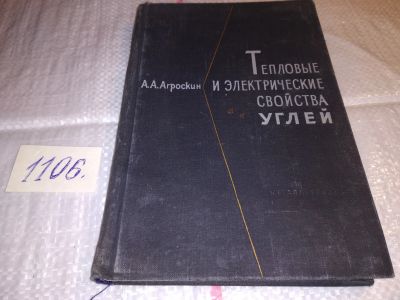 А.А.Агроскин
ТЕПЛОВЫЕ
И ЭЛЕКТРИЧЕСКИЕ
СВОЙСТВА
УГЛЕЙ
1106.